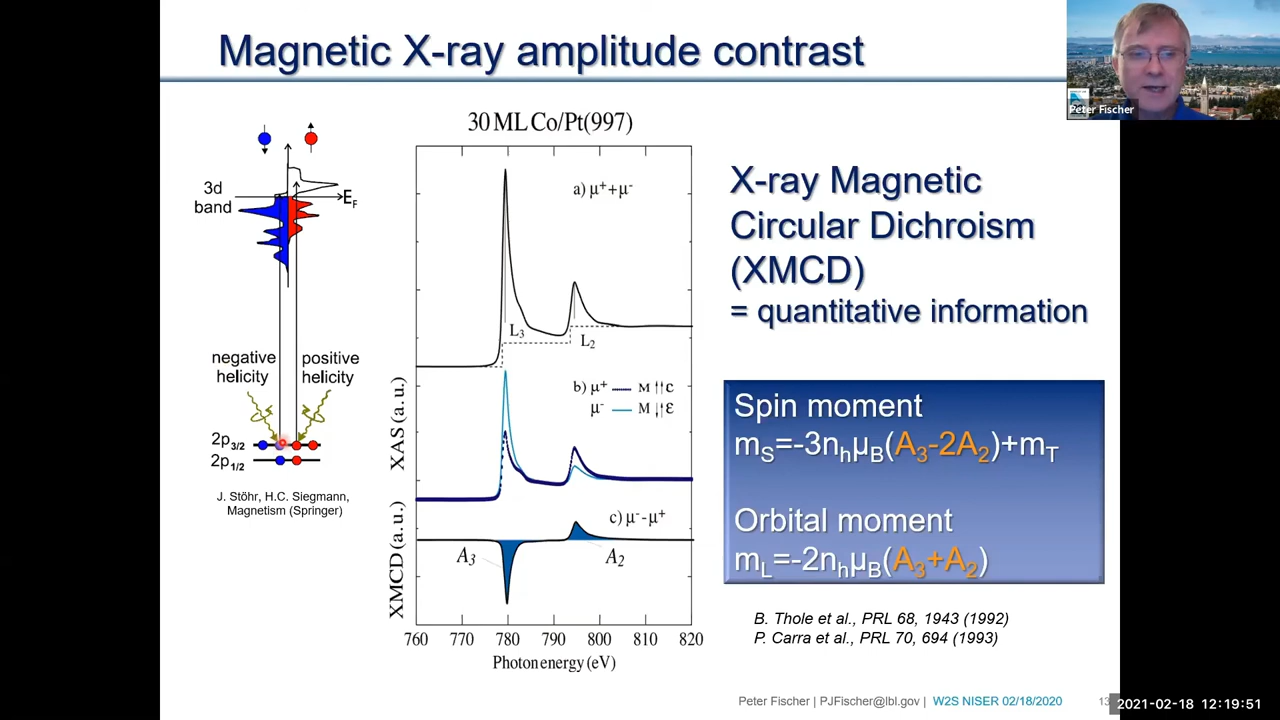 Magnetic X-ray amplitude contrast
Peter Fischer
30 ML Co/Pt(997)
3d
band
E_F
negative
helicity
positive
helicity
2p3/2
2p1/2
J. Stöhr, H.C. Siegmann,
Magnetism (Springer)
a) μ⁺+μ⁻
L₃
L₂
b) μ⁺ M ↑↑ ε
μ⁻ M ↓↑ ε
c) μ⁻-μ⁺
A₃
A₂
XAS (a. u.)
XMCD (a. u.)
760 770 780 790 800 810 820
Photon energy (eV)
X-ray Magnetic
Circular Dichroism
(XMCD)
= quantitative information
Spin moment
m_S=-3n_hμ_B(A₃-2A₂)+m_T
Orbital moment
m_L=-2n_hμ_B(A₃+A₂)
B. Thole et al., PRL 68, 1943 (1992)
P. Carra et al., PRL 70, 694 (1993)
Peter Fischer | PJFischer@lbl.gov | W2S NISER 02/18/2020
2021-02-18 12:19:51